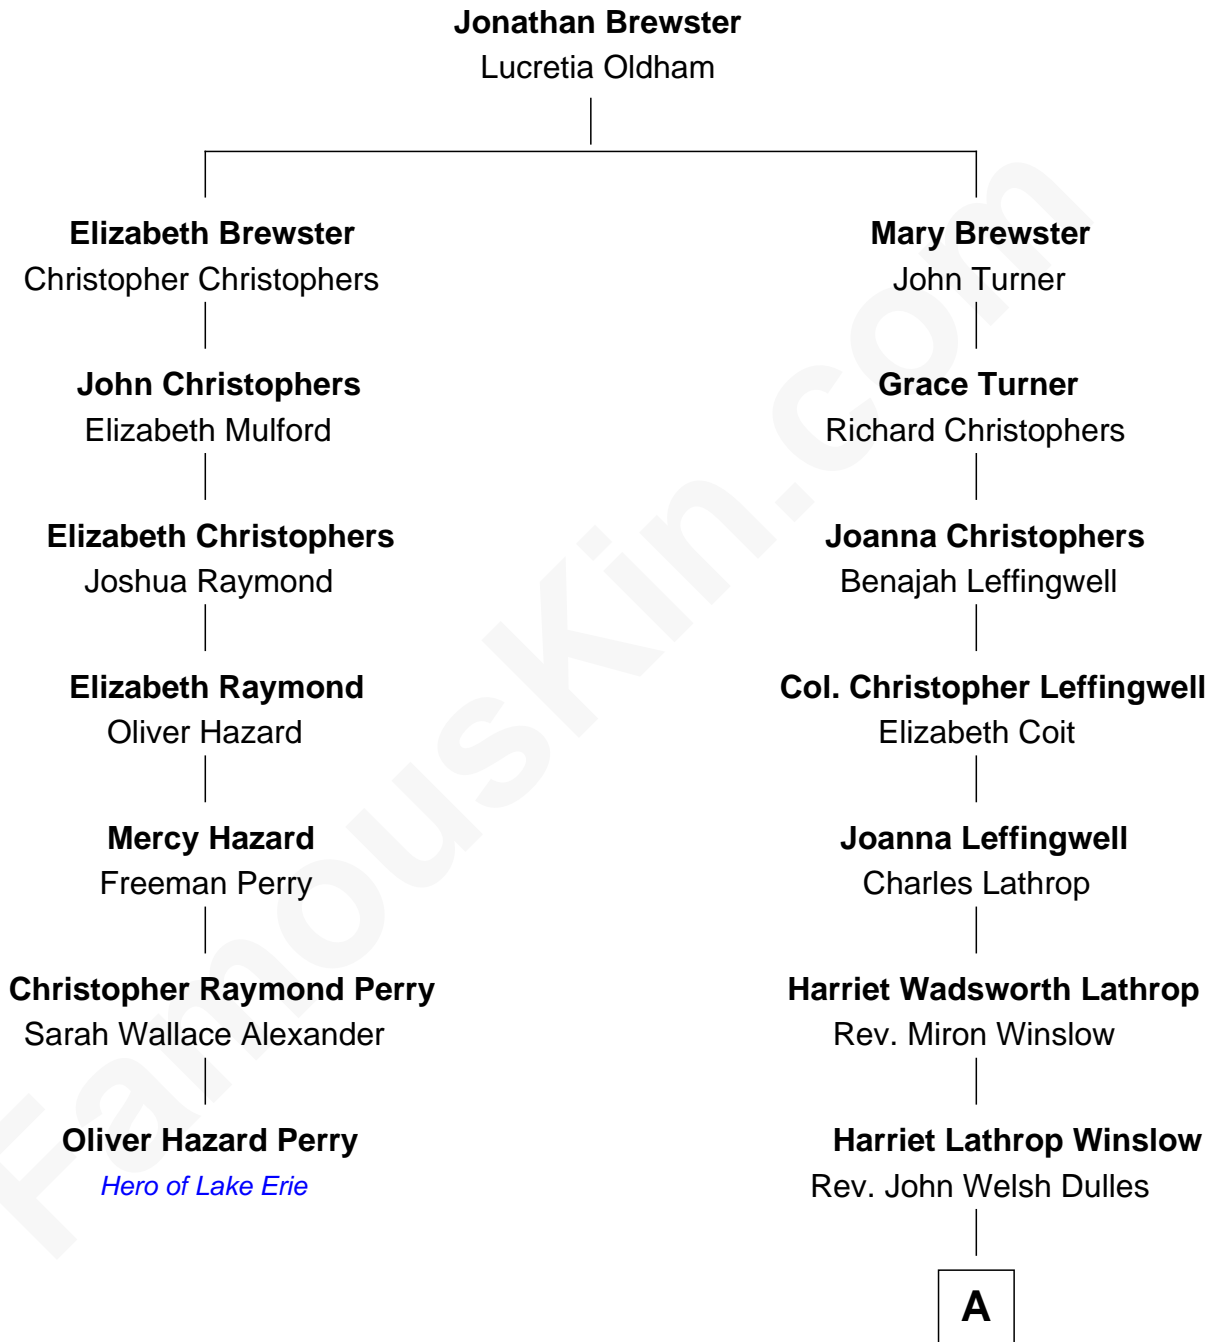 Jonathan Brewster
Lucretia Oldham
Elizabeth Brewster
Christopher Christophers
John Christophers
Elizabeth Mulford
Elizabeth Christophers
Joshua Raymond
Elizabeth Raymond
Oliver Hazard
Mercy Hazard
Freeman Perry
Christopher Raymond Perry
Sarah Wallace Alexander
Oliver Hazard Perry
Hero of Lake Erie
Mary Brewster
John Turner
Grace Turner
Richard Christophers
Joanna Christophers
Benajah Leffingwell
Col. Christopher Leffingwell
Elizabeth Coit
Joanna Leffingwell
Charles Lathrop
Harriet Wadsworth Lathrop
Rev. Miron Winslow
Harriet Lathrop Winslow
Rev. John Welsh Dulles
A
FamousKin.com